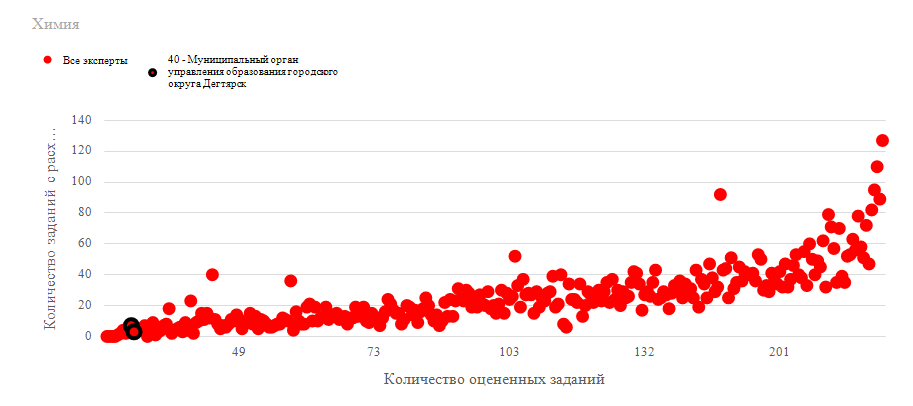 Химия
Все эксперты
40 - Муниципальный орган
управления образования городского
округа Дегтярск
Количество заданий с расх…
140
120
100
80
60
40
20
0
49
73
103
132
201
Количество оцененных заданий